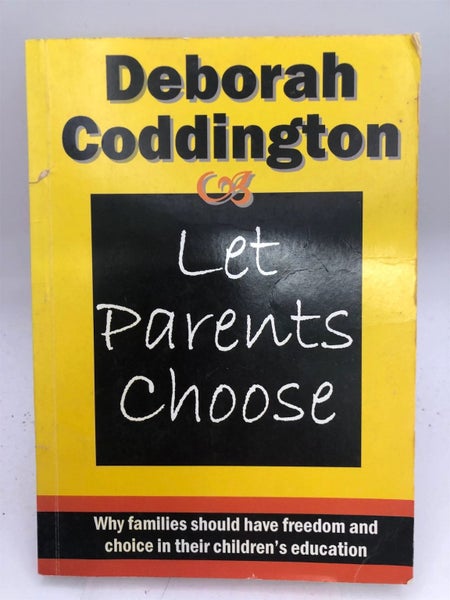 Deborah
Coddington
Let
Parents
Choose
Why families should have freedom and
choice in their children's education